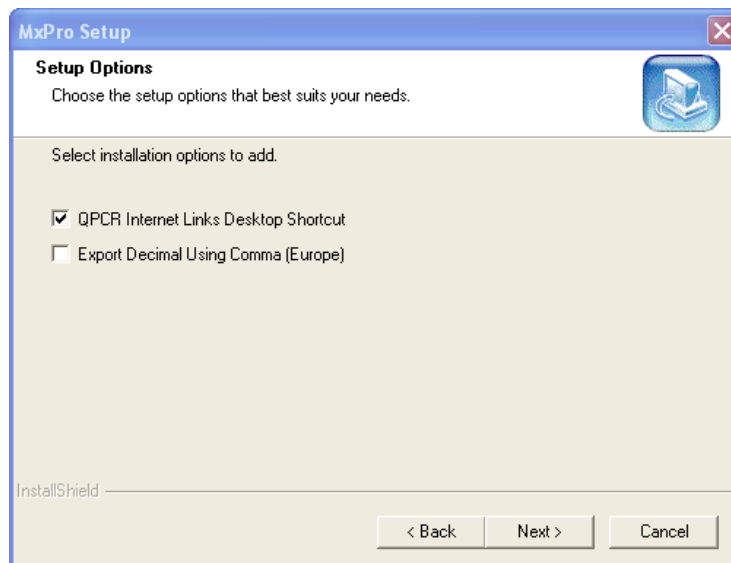 MxPro Setup
Setup Options
Choose the setup options that best suits your needs.
Select installation options to add.
QPCR Internet Links Desktop Shortcut
Export Decimal Using Comma (Europe)
InstallShield
< Back Next > Cancel